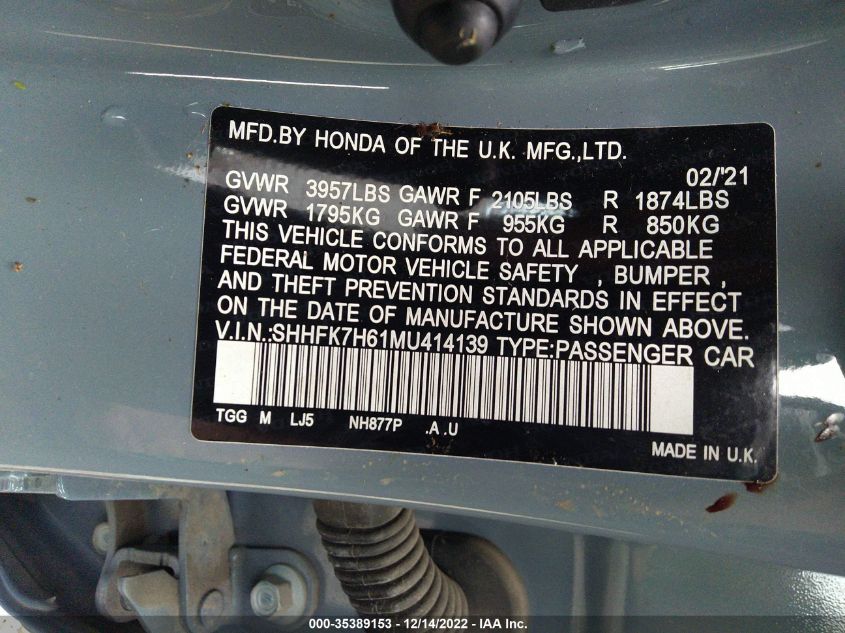 MFD.BY HONDA OF THE U.K. MFG.,LTD.
02/'21
GVWR 3957LBS GAWR F 2105LBS R 1874LBS
GVWR 1795KG GAWR F 955KG R 850KG
THIS VEHICLE CONFORMS TO ALL APPLICABLE
FEDERAL MOTOR VEHICLE SAFETY , BUMPER ,
AND THEFT PREVENTION STANDARDS IN EFFECT
ON THE DATE OF MANUFACTURE SHOWN ABOVE.
V.I.N.:SHHFK7H61MU414139 TYPE:PASSENGER CAR
TGG M LJ5 NH877P .A .U
MADE IN U.K.
000-35389153 - 12/14/2022 - IAA Inc.